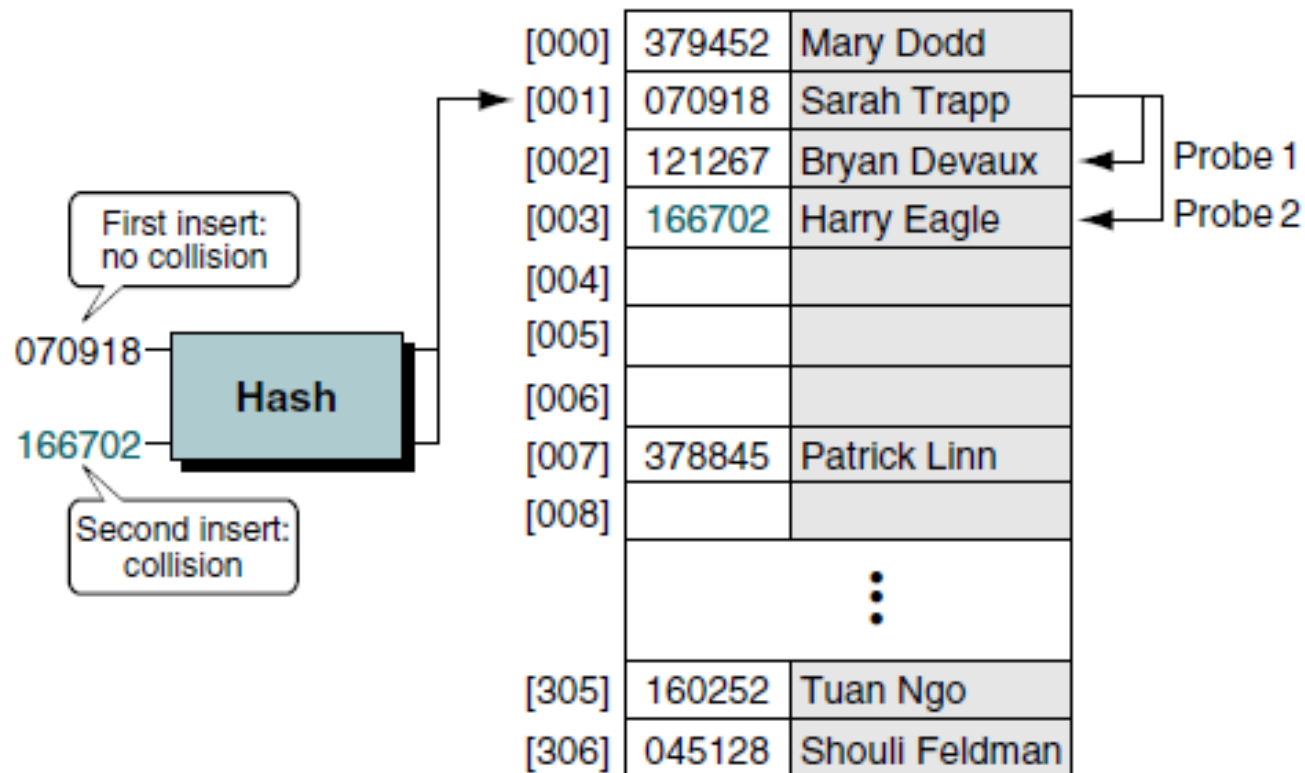 [000] 379452 Mary Dodd
[001] 070918 Sarah Trapp
[002] 121267 Bryan Devaux Probe 1
[003] 166702 Harry Eagle Probe 2
First insert:
no collision
[004]
070918
[005]
Hash
[006]
166702
[007] 378845 Patrick Linn
[008]
Second insert:
collision
[305] 160252 Tuan Ngo
[306] 045128 Shouli Feldman